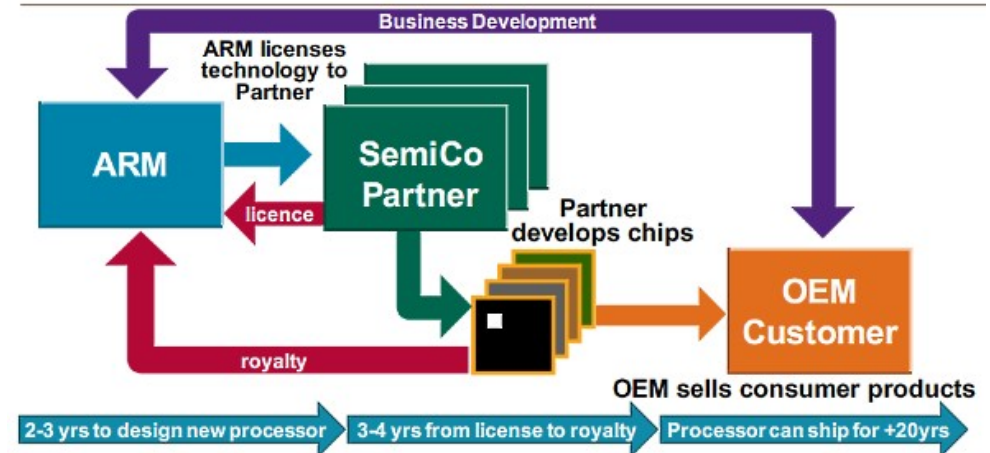 Business Development
ARM licenses
technology to
Partner
ARM
SemiCo
Partner
licence
Partner
develops chips
OEM
Customer
royalty
OEM sells consumer products
2-3 yrs to design new processor
3-4 yrs from license to royalty
Processor can ship for +20yrs